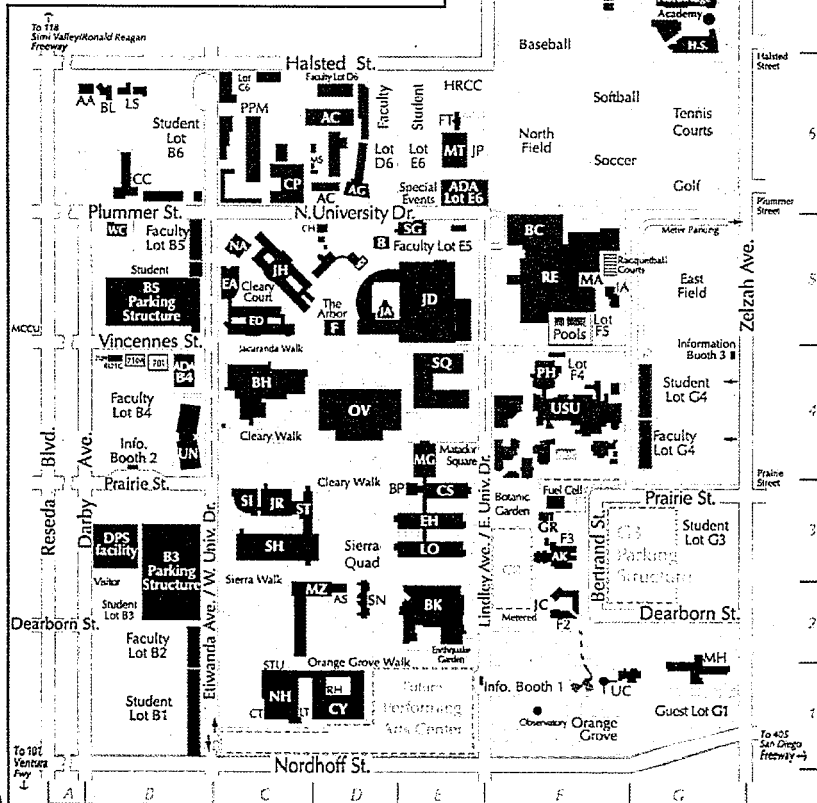 To 118
Simi Valley/Ronald Reagan
Freeway
Academy
H.S.
Baseball
Halsted St.
Halsted
Street
AA
BL
LS
Lot
C6
Faculty Lot D6
HRCC
PPM
AC
Faculty
Student
FT
Softball
Student
Lot
B6
North
Field
Tennis
Courts
6
MS
Lot
D6
Lot
E6
MT
JP
Soccer
CC
CP
AC
AG
Special
Events
ADA
Lot E6
Golf
Plummer St.
N.University Dr.
Plummer
Street
WC
Faculty
Lot B5
NA
CH
SG
B
Faculty Lot E5
BC
Meter Parking
Student
JH
EA
Cleary
Court
RE
MA
Racquetball
Courts
East
Field
5
B5
Parking
Structure
The
Arbor
JA
JD
ED
F
Lot
F5
Pools
Zelzah Ave.
MCCU
Vincennes St.
Jacaranda Walk
Information
Booth 3
701
ADA
B4
SQ
PH
Lot
F4
BH
Student
Lot G4
Faculty
Lot B4
OV
USU
4
Cleary Walk
Faculty
Lot G4
Info.
Booth 2
UN
MG
Matador
Square
Prairie St.
Cleary Walk
BP
CS
Botanic
Garden
Fuel Cell
Prairie St.
Prairie
Street
Reseda Blvd.
Darby Ave.
Etiwanda Ave. / W. Univ. Dr.
Lindley Ave. / E. Univ. Dr.
Bertrand St.
SI
JR
ST
EH
GR
F3
G3
Parking
Structure
Student
Lot G3
3
DPS
facility
B3
Parking
Structure
SH
Sierra
Quad
LO
AK
Visitor
Sierra Walk
MZ
AS
SN
BK
JC
Student
Lot B3
Metered
F2
Dearborn St.
Dearborn St.
2
Faculty
Lot B2
Earthquake
Garden
STU
Orange Grove Walk
MH
Student
Lot B1
NH
RH
CY
Future
Performing
Arts Center
Info. Booth 1
UC
Guest Lot G1
CT
LT
Observatory
Orange
Grove
1
To 101
Ventura
Fwy
Nordhoff St.
To 405
San Diego
Freeway
A
B
C
D
E
F
G